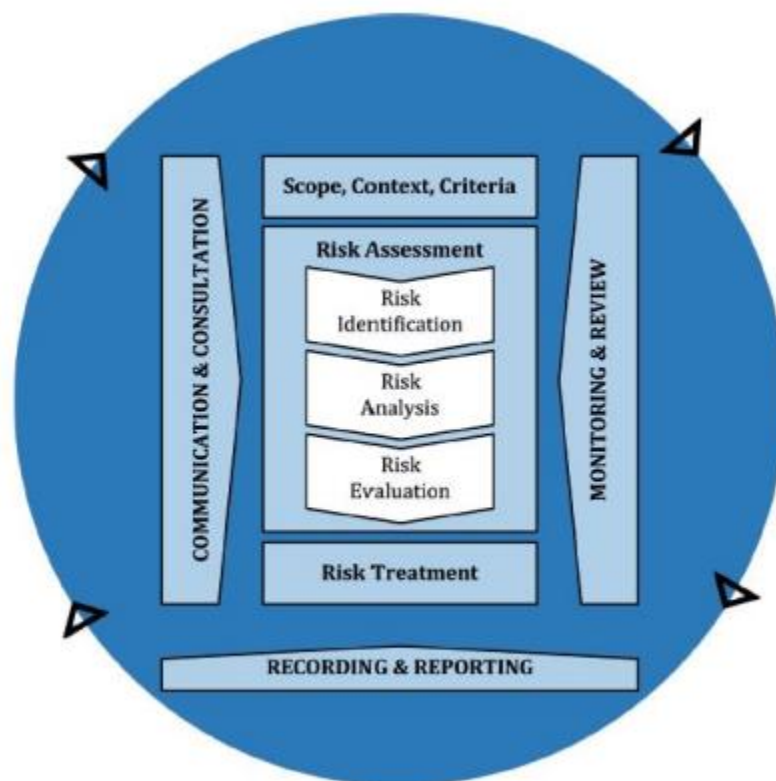 Scope, Context, Criteria
Risk Assessment
Risk
Identification
Risk
Analysis
Risk
Evaluation
Risk Treatment
COMMUNICATION & CONSULTATION
MONITORING & REVIEW
RECORDING & REPORTING